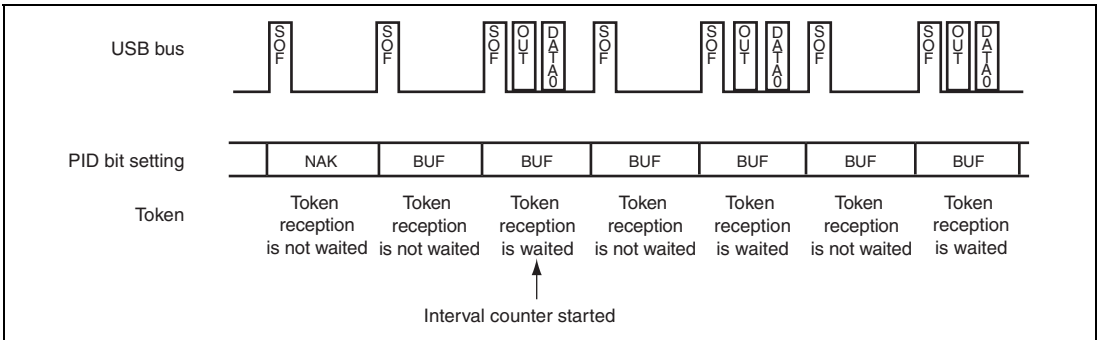 USB bus
SOF SOF SOF OUT DATA0 SOF SOF OUT DATA0 SOF SOF OUT DATA0
PID bit setting
NAK BUF BUF BUF BUF BUF BUF
Token
Token reception is not waited
Token reception is not waited
Token reception is waited
Token reception is not waited
Token reception is waited
Token reception is not waited
Token reception is waited
Interval counter started